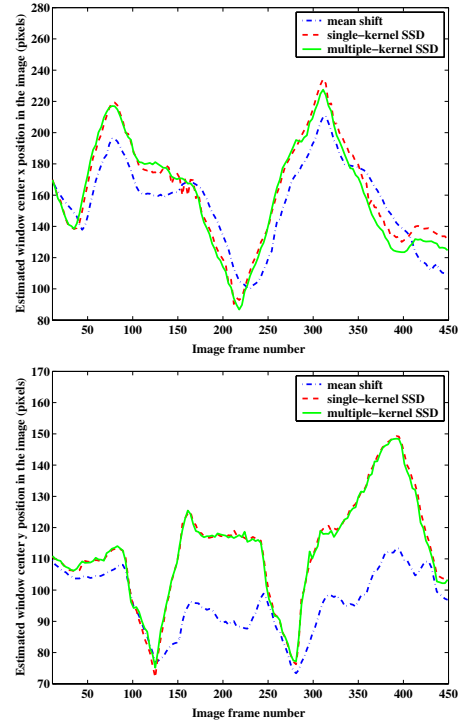 280
260
240
220
200
180
160
140
120
100
80
50 100 150 200 250 300 350 400 450
Image frame number
Estimated window center x position in the image (pixels)
mean shift
single-kernel SSD
multiple-kernel SSD
170
160
150
140
130
120
110
100
90
80
70
50 100 150 200 250 300 350 400 450
Image frame number
Estimated window center y position in the image (pixels)
mean shift
single-kernel SSD
multiple-kernel SSD